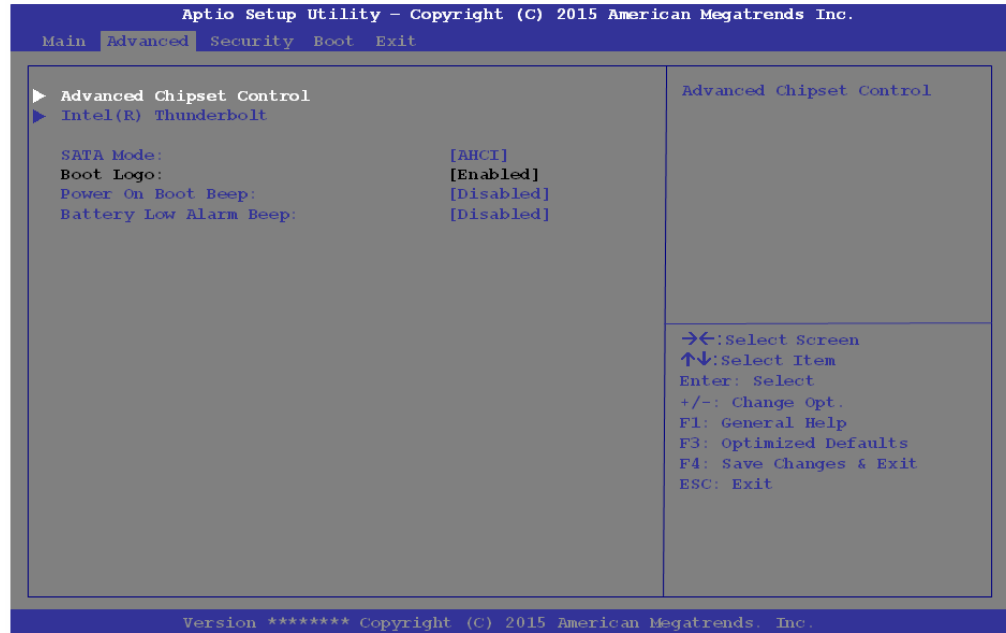 Aptio Setup Utility – Copyright (C) 2015 American Megatrends Inc.
Main Advanced Security Boot Exit
Advanced Chipset Control
Intel(R) Thunderbolt
SATA Mode: [AHCI]
Boot Logo: [Enabled]
Power On Boot Beep: [Disabled]
Battery Low Alarm Beep: [Disabled]
Advanced Chipset Control
→←:Select Screen
↑↓:Select Item
Enter: Select
+/-: Change Opt.
F1: General Help
F3: Optimized Defaults
F4: Save Changes & Exit
ESC: Exit
Version ******** Copyright (C) 2015 American Megatrends. Inc.